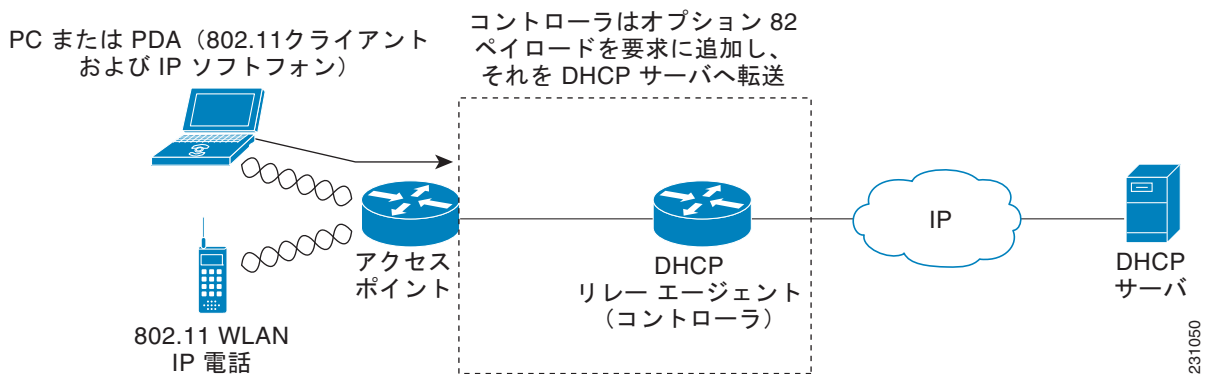 コントローラはオプション 82
ペイロードを要求に追加し、
それを DHCP サーバへ転送
PC または PDA（802.11クライアント
および IP ソフトフォン）
IP
アクセス
ポイント
DHCP
リレー エージェント
（コントローラ）
DHCP
サーバ
802.11 WLAN
IP 電話
231050